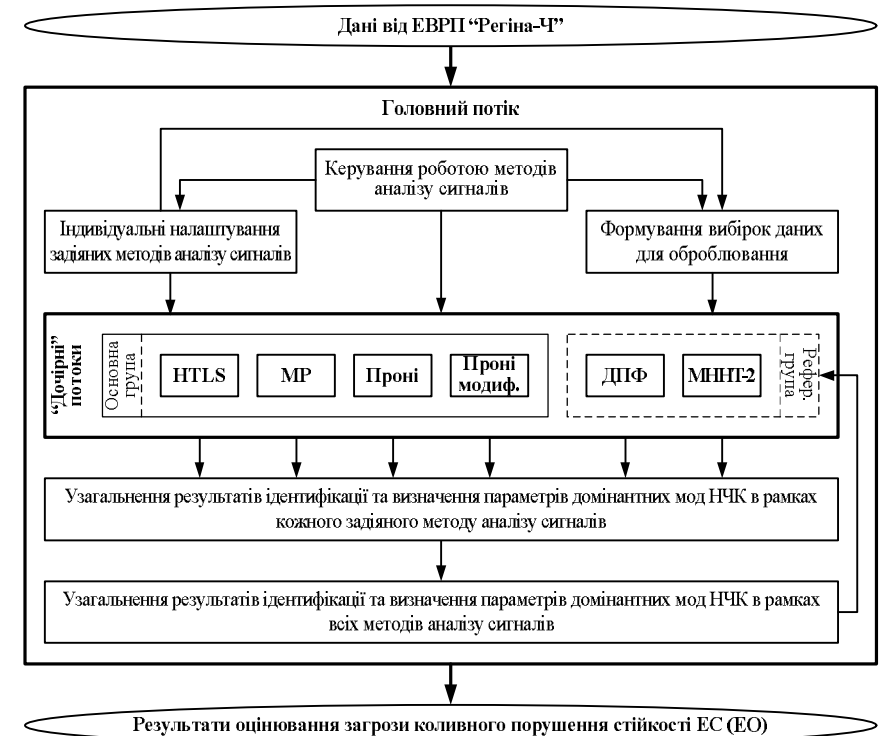 Дані від ЕВРП “Регіна-Ч”
Головний потік
Керування роботою методів
аналізу сигналів
Індивідуальні налаштування
задіяних методів аналізу сигналів
Формування вибірок даних
для оброблювання
“Дочірні”
потоки
Основна
група
HTLS
MP
Проні
Проні
модиф.
ДПФ
МННТ-2
Рефер.
група
Узагальнення результатів ідентифікації та визначення параметрів домінантних мод НЧК в рамках
кожного задіяного методу аналізу сигналів
Узагальнення результатів ідентифікації та визначення параметрів домінантних мод НЧК в рамках
всіх методів аналізу сигналів
Результати оцінювання загрози коливного порушення стійкості ЕС (ЕО)